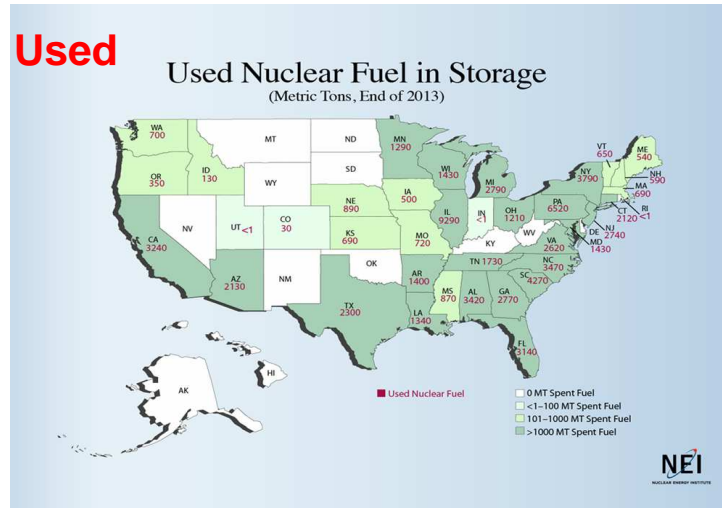 Used
Used Nuclear Fuel in Storage
(Metric Tons, End of 2013)
WA
700
MT
ND
MN
1290
VT
650
ME
540
OR
350
ID
130
SD
WI
1430
MI
2790
NY
3790
NH
590
MA
690
WY
NE
890
IA
500
IL
9290
IN
<1
OH
1210
PA
6520
RI
<1
CT
2120
NJ
2740
DE
MD
1430
NV
UT <1
CO
30
KS
690
MO
720
KY
WV
VA
2620
CA
3240
AZ
2130
NM
OK
AR
1400
TN 1730
NC
3470
SC
4270
TX
2300
LA
1340
MS
870
AL
3420
GA
2770
FL
3140
AK
HI
Used Nuclear Fuel
0 MT Spent Fuel
<1–100 MT Spent Fuel
101–1000 MT Spent Fuel
>1000 MT Spent Fuel
NEI
NUCLEAR ENERGY INSTITUTE